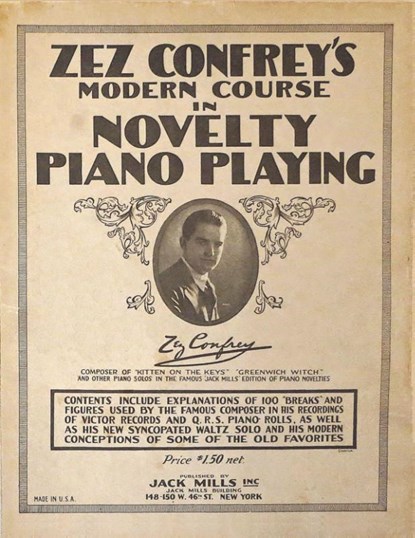 ZEZ CONFREY'S
MODERN COURSE
IN
NOVELTY
PIANO PLAYING
Zez Confrey
COMPOSER OF "KITTEN ON THE KEYS" "GREENWICH WITCH"
AND OTHER PIANO SOLOS IN THE FAMOUS JACK MILLS' EDITION OF PIANO NOVELTIES
CONTENTS INCLUDE EXPLANATIONS OF 100 "BREAKS" AND
FIGURES USED BY THE FAMOUS COMPOSER IN HIS RECORDINGS
OF VICTOR RECORDS AND Q.R.S. PIANO ROLLS, AS WELL
AS HIS NEW SYNCOPATED WALTZ SOLO AND HIS MODERN
CONCEPTIONS OF SOME OF THE OLD FAVORITES
Price $1.50 net.
PUBLISHED BY
JACK MILLS INC
JACK MILLS BUILDING
148-150 W. 46TH ST. NEW YORK
MADE IN U.S.A.